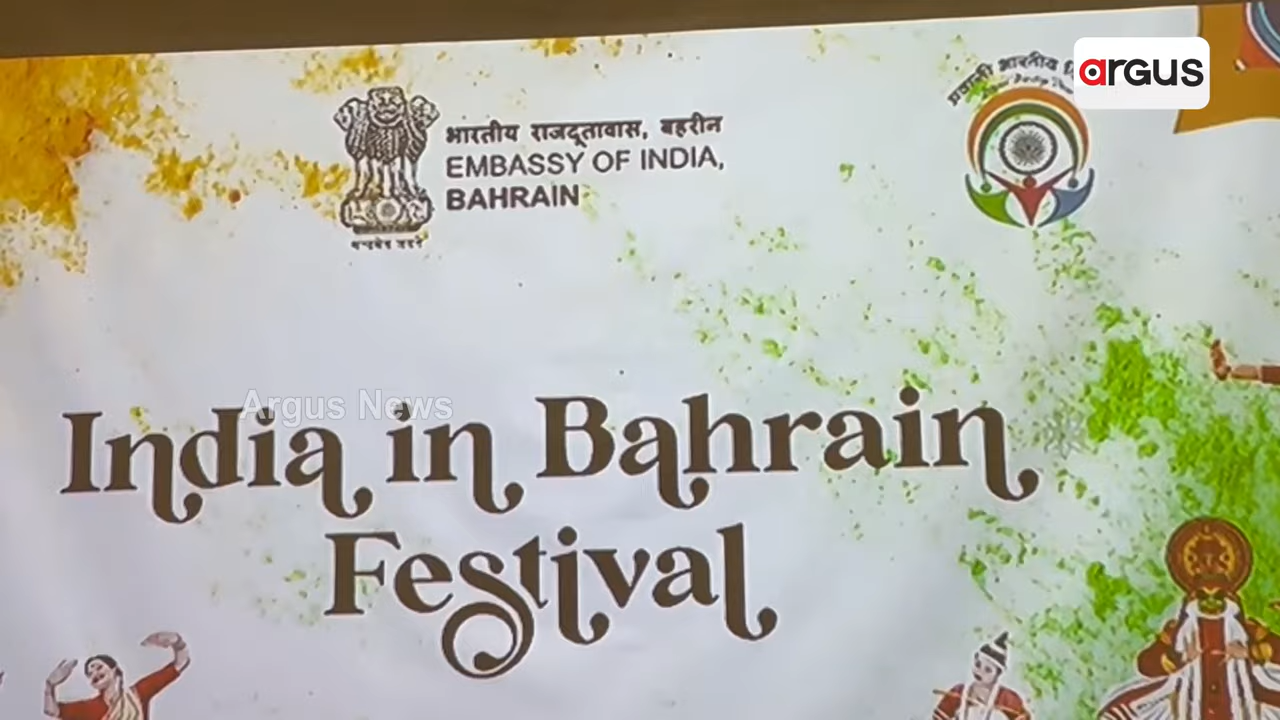 भारतीय राजदूतावास, बहरीन
EMBASSY OF INDIA,
BAHRAIN
argus
Argus News
India in Bahrain
Festival